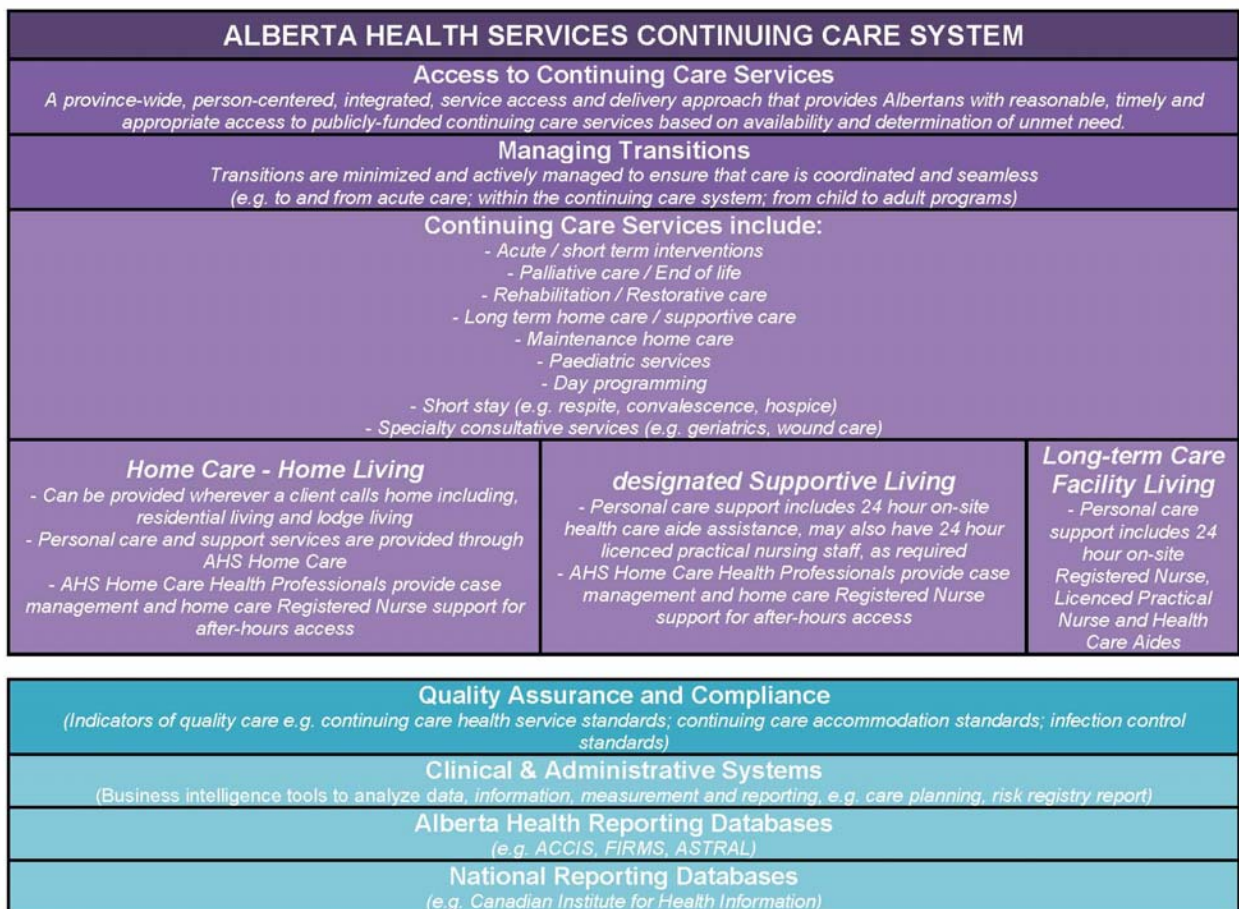 ALBERTA HEALTH SERVICES CONTINUING CARE SYSTEM
Access to Continuing Care Services
A province-wide, person-centered, integrated, service access and delivery approach that provides Albertans with reasonable, timely and
appropriate access to publicly-funded continuing care services based on availability and determination of unmet need.
Managing Transitions
Transitions are minimized and actively managed to ensure that care is coordinated and seamless
(e.g. to and from acute care; within the continuing care system; from child to adult programs)
Continuing Care Services include:
- Acute / short term interventions
- Palliative care / End of life
- Rehabilitation / Restorative care
- Long term home care / supportive care
- Maintenance home care
- Paediatric services
- Day programming
- Short stay (e.g. respite, convalescence, hospice)
- Specialty consultative services (e.g. geriatrics, wound care)
Home Care - Home Living
- Can be provided wherever a client calls home including,
residential living and lodge living
- Personal care and support services are provided through
AHS Home Care
- AHS Home Care Health Professionals provide case
management and home care Registered Nurse support for
after-hours access
designated Supportive Living
- Personal care support includes 24 hour on-site
health care aide assistance, may also have 24 hour
licenced practical nursing staff, as required
- AHS Home Care Health Professionals provide case
management and home care Registered Nurse
support for after-hours access
Long-term Care
Facility Living
- Personal care
support includes 24
hour on-site
Registered Nurse,
Licenced Practical
Nurse and Health
Care Aides
Quality Assurance and Compliance
(Indicators of quality care e.g. continuing care health service standards; continuing care accommodation standards; infection control
standards)
Clinical & Administrative Systems
(Business intelligence tools to analyze data, information, measurement and reporting, e.g. care planning, risk registry report)
Alberta Health Reporting Databases
(e.g. ACCIS, FIRMS, ASTRAL)
National Reporting Databases
(e.g. Canadian Institute for Health Information)